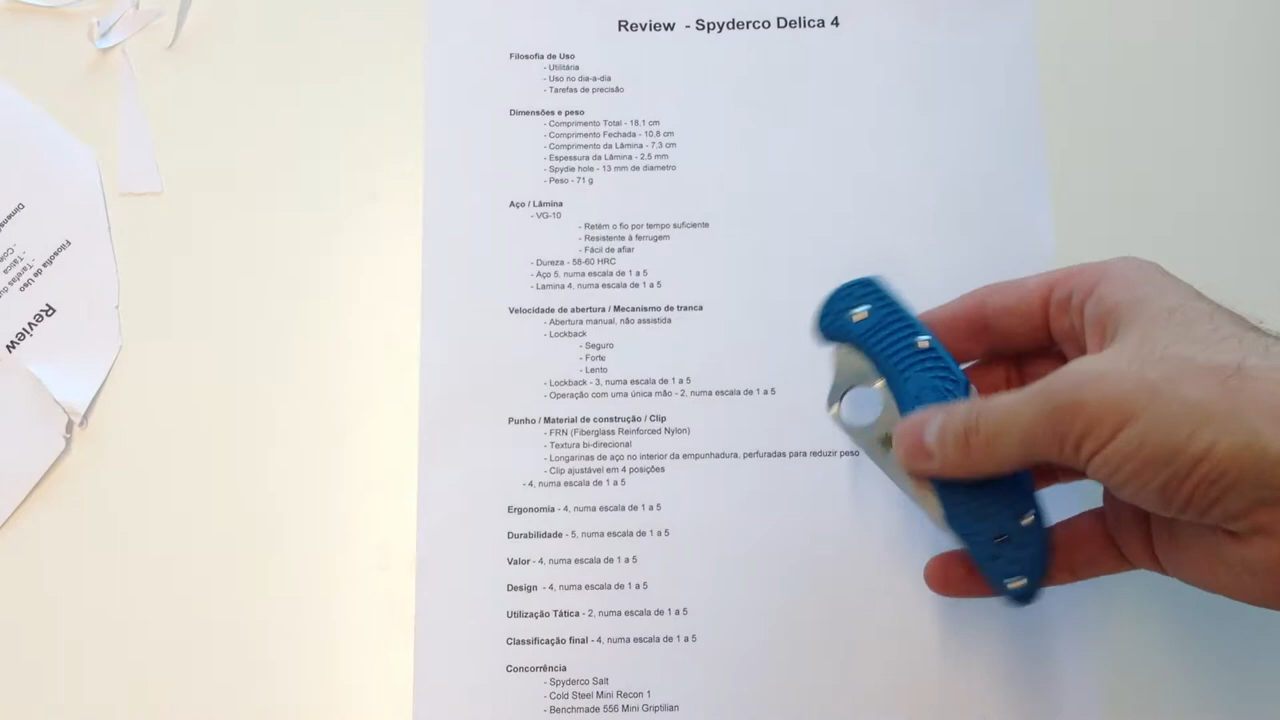 Review - Spyderco Delica 4
Filosofia de Uso
- Utilitária
- Uso no dia-a-dia
- Tarefas de precisão
Dimensões e peso
- Comprimento Total - 18,1 cm
- Comprimento Fechada - 10,8 cm
- Comprimento da Lâmina - 7,3 cm
- Espessura da Lâmina - 2,5 mm
- Spydie hole - 13 mm de diametro
- Peso - 71 g
Aço / Lâmina
- VG-10
- Retém o fio por tempo suficiente
- Resistente à ferrugem
- Fácil de afiar
- Dureza - 58-60 HRC
- Aço 5, numa escala de 1 a 5
- Lamina 4, numa escala de 1 a 5
Velocidade de abertura / Mecanismo de tranca
- Abertura manual, não assistida
- Lockback
- Seguro
- Forte
- Lento
- Lockback - 3, numa escala de 1 a 5
- Operação com uma única mão - 2, numa escala de 1 a 5
Punho / Material de construção / Clip
- FRN (Fiberglass Reinforced Nylon)
- Textura bi-direcional
- Longarinas de aço no interior da empunhadura, perfuradas para reduzir peso
- Clip ajustável em 4 posições
- 4, numa escala de 1 a 5
Ergonomia - 4, numa escala de 1 a 5
Durabilidade - 5, numa escala de 1 a 5
Valor - 4, numa escala de 1 a 5
Design - 4, numa escala de 1 a 5
Utilização Tática - 2, numa escala de 1 a 5
Classificação final - 4, numa escala de 1 a 5
Concorrência
- Spyderco Salt
- Cold Steel Mini Recon 1
- Benchmade 556 Mini Griptilian
Review
Filosofia de Uso
- Tarefas
- Tática